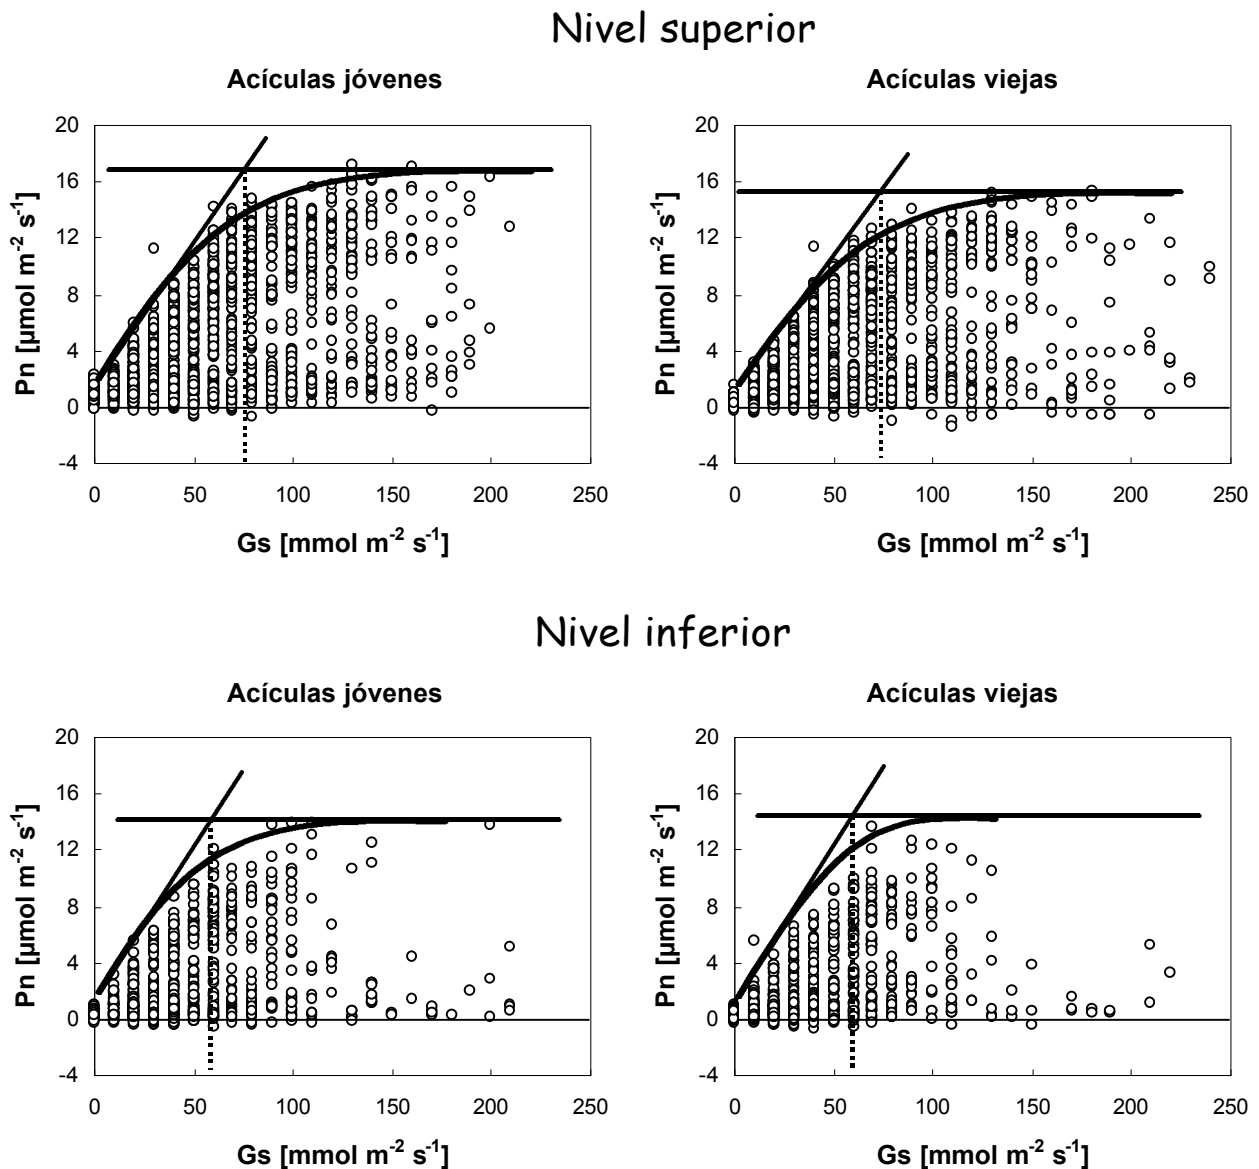 Nivel superior
Acículas jóvenes
Acículas viejas
20
16
12
8
4
0
-4
Pn [µmol m-2 s-1]
0 50 100 150 200 250
Gs [mmol m-2 s-1]
20
16
12
8
4
0
-4
Pn [µmol m-2 s-1]
0 50 100 150 200 250
Gs [mmol m-2 s-1]
Nivel inferior
Acículas jóvenes
Acículas viejas
20
16
12
8
4
0
-4
Pn [µmol m-2 s-1]
0 50 100 150 200 250
Gs [mmol m-2 s-1]
20
16
12
8
4
0
-4
Pn [µmol m-2 s-1]
0 50 100 150 200 250
Gs [mmol m-2 s-1]